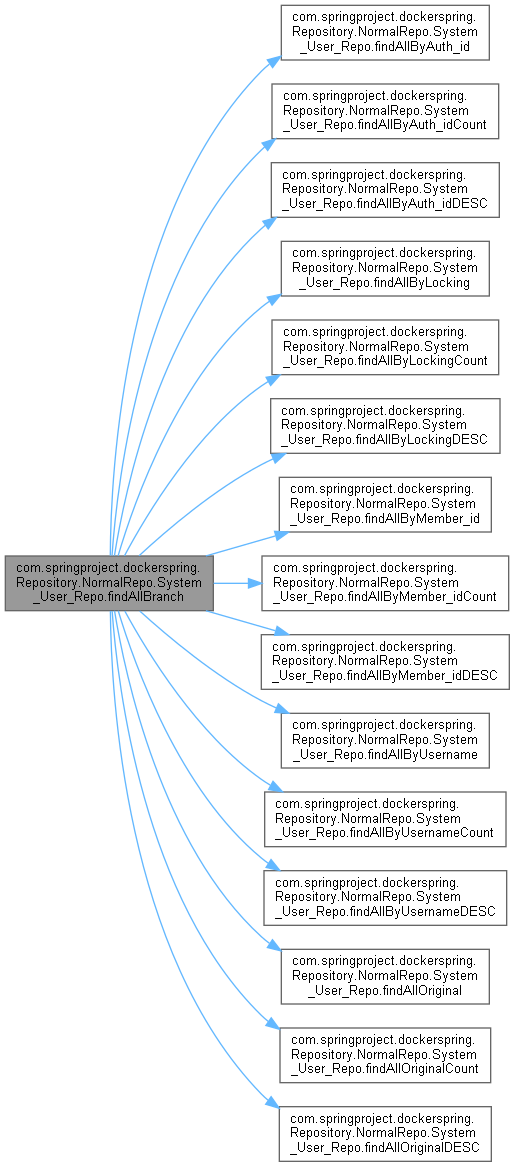 com.springproject.dockerspring.
Repository.NormalRepo.System
_User_Repo.findAllByAuth_id
com.springproject.dockerspring.
Repository.NormalRepo.System
_User_Repo.findAllByAuth_idCount
com.springproject.dockerspring.
Repository.NormalRepo.System
_User_Repo.findAllByAuth_idDESC
com.springproject.dockerspring.
Repository.NormalRepo.System
_User_Repo.findAllByLocking
com.springproject.dockerspring.
Repository.NormalRepo.System
_User_Repo.findAllByLockingCount
com.springproject.dockerspring.
Repository.NormalRepo.System
_User_Repo.findAllByLockingDESC
com.springproject.dockerspring.
Repository.NormalRepo.System
_User_Repo.findAllByMember_id
com.springproject.dockerspring.
Repository.NormalRepo.System
_User_Repo.findAllBranch
com.springproject.dockerspring.
Repository.NormalRepo.System
_User_Repo.findAllByMember_idCount
com.springproject.dockerspring.
Repository.NormalRepo.System
_User_Repo.findAllByMember_idDESC
com.springproject.dockerspring.
Repository.NormalRepo.System
_User_Repo.findAllByUsername
com.springproject.dockerspring.
Repository.NormalRepo.System
_User_Repo.findAllByUsernameCount
com.springproject.dockerspring.
Repository.NormalRepo.System
_User_Repo.findAllByUsernameDESC
com.springproject.dockerspring.
Repository.NormalRepo.System
_User_Repo.findAllOriginal
com.springproject.dockerspring.
Repository.NormalRepo.System
_User_Repo.findAllOriginalCount
com.springproject.dockerspring.
Repository.NormalRepo.System
_User_Repo.findAllOriginalDESC